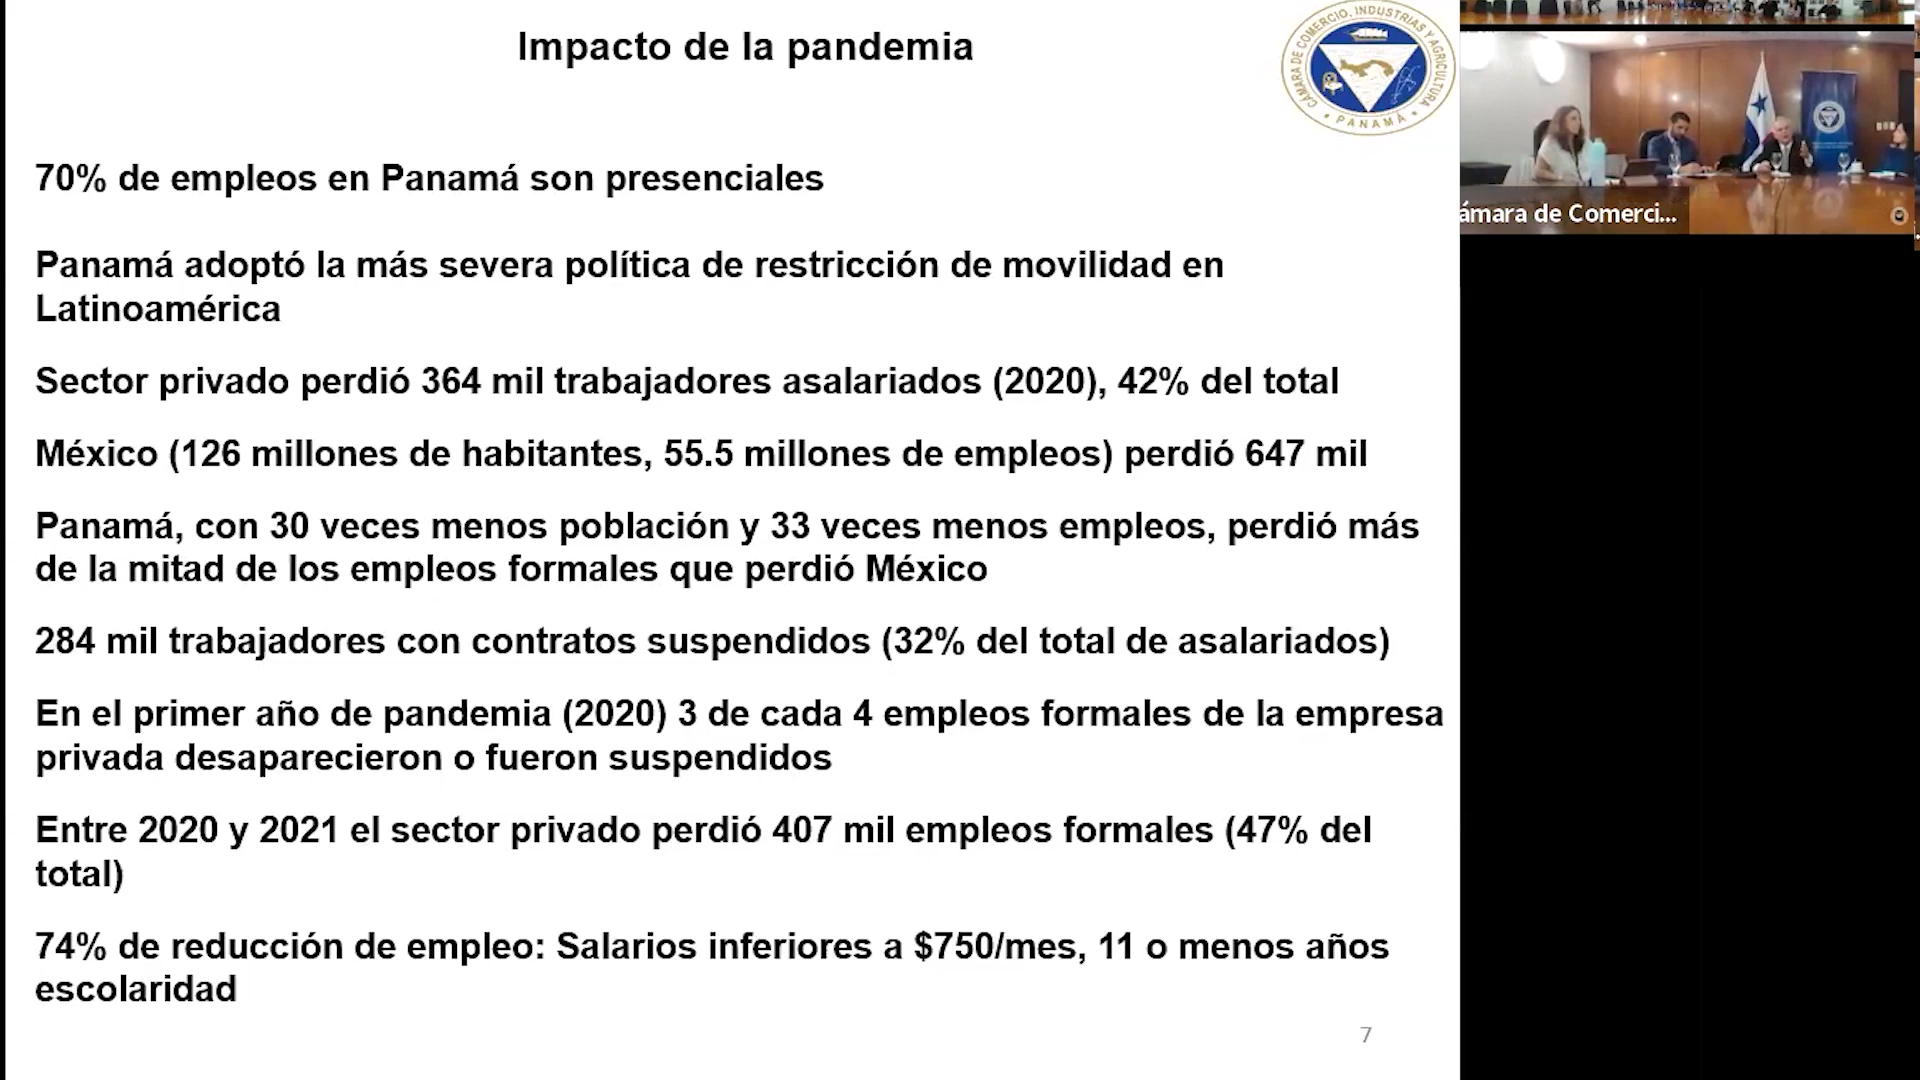 Impacto de la pandemia
CÁMARA DE COMERCIO, INDUSTRIAS Y AGRICULTURA
• PANAMÁ •
70% de empleos en Panamá son presenciales
Panamá adoptó la más severa política de restricción de movilidad en
Latinoamérica
Sector privado perdió 364 mil trabajadores asalariados (2020), 42% del total
México (126 millones de habitantes, 55.5 millones de empleos) perdió 647 mil
Panamá, con 30 veces menos población y 33 veces menos empleos, perdió más
de la mitad de los empleos formales que perdió México
284 mil trabajadores con contratos suspendidos (32% del total de asalariados)
En el primer año de pandemia (2020) 3 de cada 4 empleos formales de la empresa
privada desaparecieron o fueron suspendidos
Entre 2020 y 2021 el sector privado perdió 407 mil empleos formales (47% del
total)
74% de reducción de empleo: Salarios inferiores a $750/mes, 11 o menos años
escolaridad
7
ámara de Comerci...